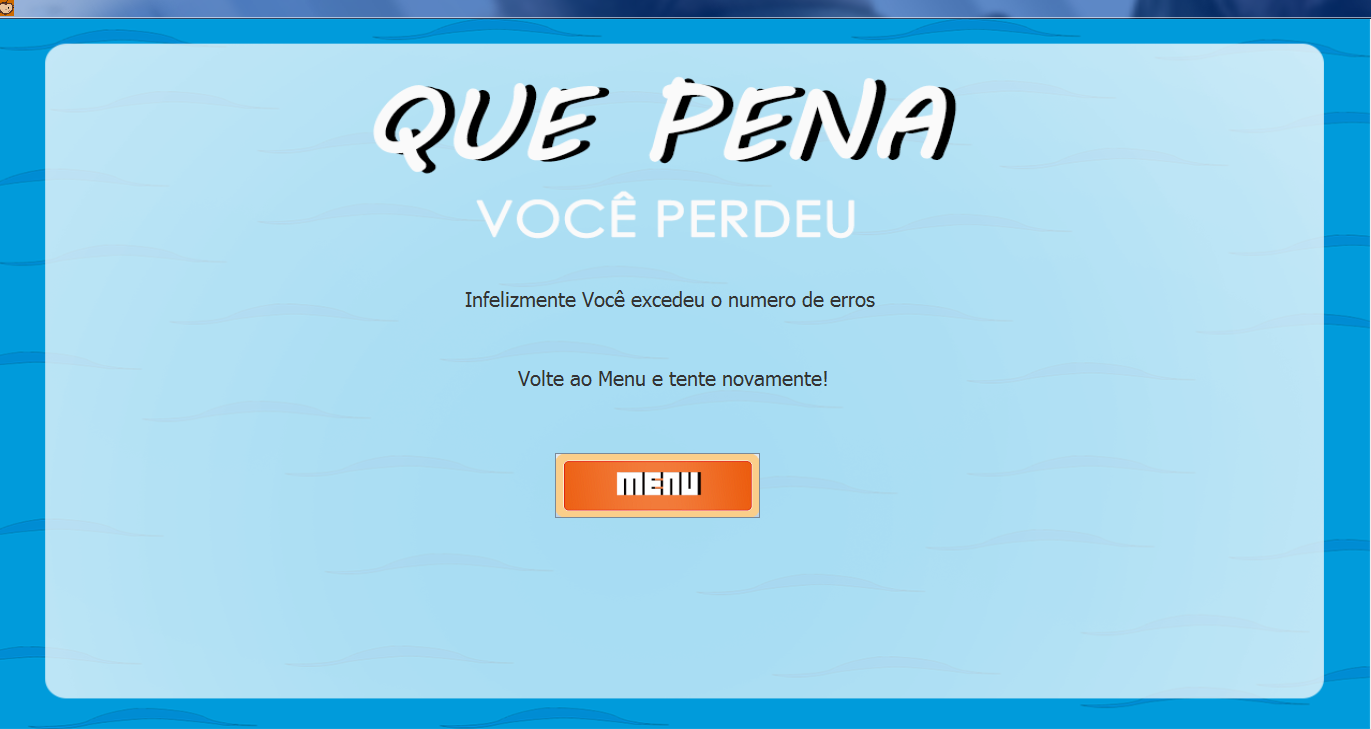 QUE PENA
VOCÊ PERDEU
Infelizmente Você excedeu o numero de erros
Volte ao Menu e tente novamente!
MENU